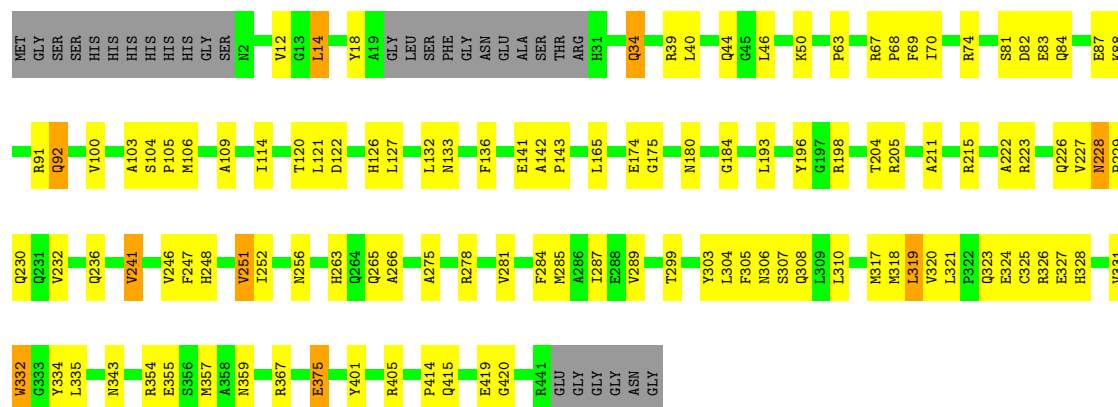 MET GLY SER SER HIS HIS HIS HIS HIS HIS GLY SER N2 V12 G13 L14 Y18 A19 GLY LEU SER PHE GLY ASN GLU ALA SER THR ARG H31 Q34 R39 L40 Q44 G45 L46 K50 P63 R67 P68 F69 I70 R74 S81 D82 E83 Q84 E87 K88
R91 Q92 V100 A103 S104 P105 M106 A109 I114 T120 L121 D122 H126 L127 L132 N133 F136 E141 A142 P143 L165 E174 G175 N180 G184 L193 Y196 G197 R198 T204 R205 A211 R215 A222 R223 Q226 V227 N228
Q230 Q231 V232 Q236 V241 V246 F247 H248 V251 I252 N256 H263 Q264 Q265 A266 A275 R278 V281 F284 M285 A286 I287 E288 V289 T299 Y303 L304 F305 N306 S307 Q308 L309 L310 M317 M318 L319 V320 L321 P322 Q323 E324 C325 R326 E327 H328
W332 G333 Y334 L335 N343 R354 E355 S356 M357 A358 N359 R367 E375 Y401 R405 P414 Q415 E419 G420 R441 GLU GLY GLY GLY ASN GLY